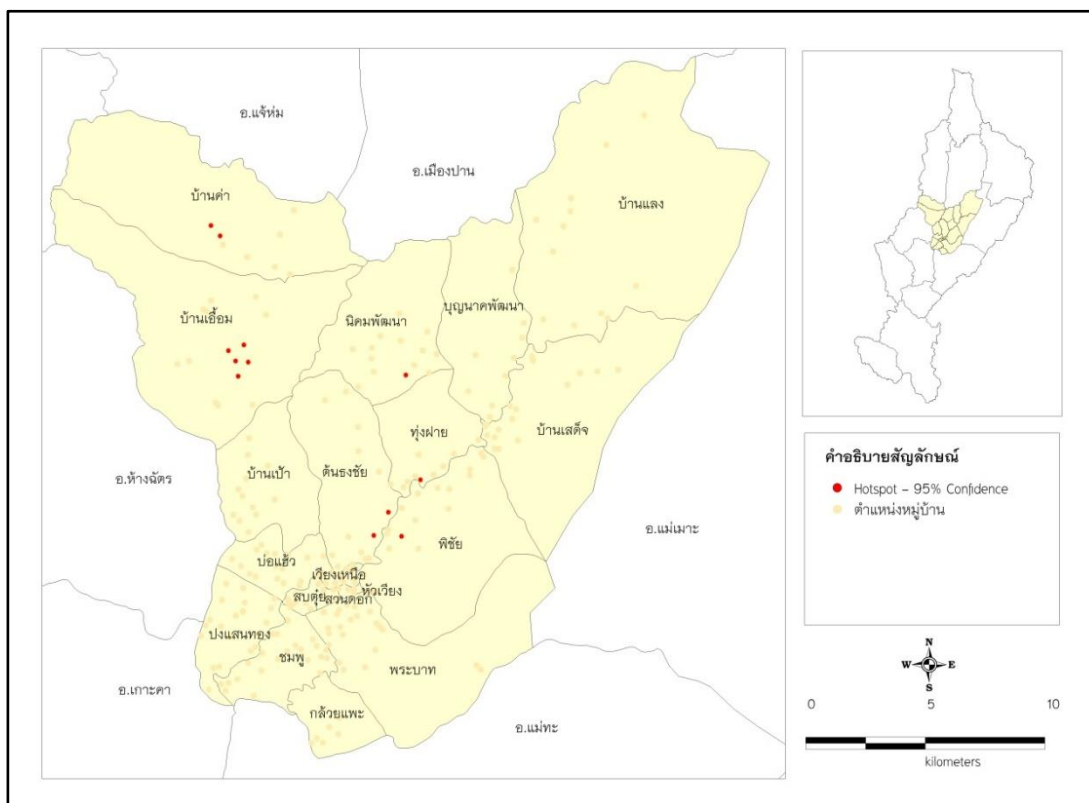 อ.แจ้ห่ม
อ.เมืองปาน
บ้านค่า
บ้านแลง
บ้านเอื้อม
นิคมพัฒนา
บุญนาคพัฒนา
ทุ่งฝาย
บ้านเสด็จ
อ.ห้างฉัตร
บ้านเป้า
ต้นธงชัย
อ.แม่เมาะ
พิชัย
บ่อแฮ้ว
เวียงเหนือ
หัวเวียง
สบตุ๋ย
สวนดอก
ปงแสนทอง
ชมพู
พระบาท
อ.เกาะคา
กล้วยแพะ
อ.แม่ทะ
คำอธิบายสัญลักษณ์
Hotspot - 95% Confidence
ตำแหน่งหมู่บ้าน
N
W E
S
0 5 10
kilometers